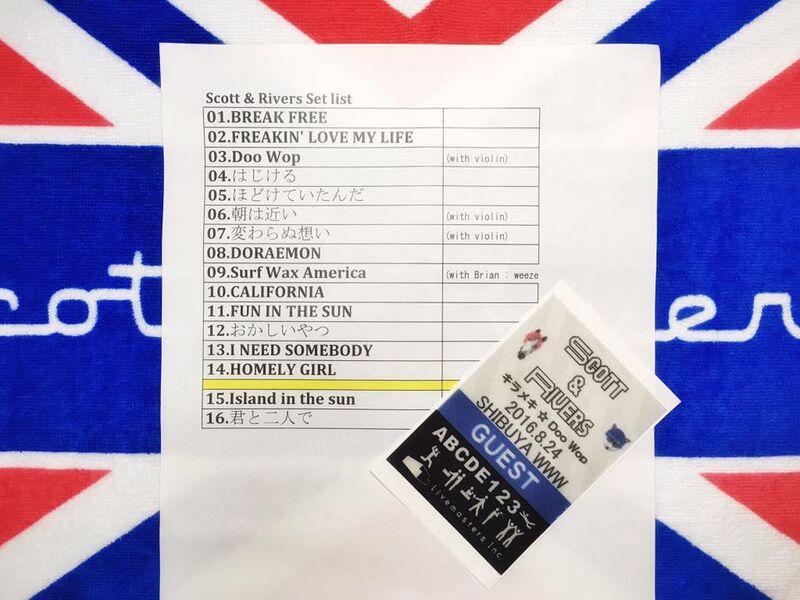 Scott & Rivers Set list
01.BREAK FREE
02.FREAKIN' LOVE MY LIFE
03.Doo Wop (with violin)
04.はじける
05.ほどけていたんだ
06.朝は近い (with violin)
07.変わらぬ想い (with violin)
08.DORAEMON
09.Surf Wax America (with Brian : weeze
10.CALIFORNIA
11.FUN IN THE SUN
12.おかしいやつ
13.I NEED SOMEBODY
14.HOMELY GIRL
15.Island in the sun
16.君と二人で
SCOTT
&
RIVERS
キラメキ☆Doo Wop
2016.8.24
SHIBUYA WWW
GUEST
ABCDE123
Livemasters Inc.
cot
er